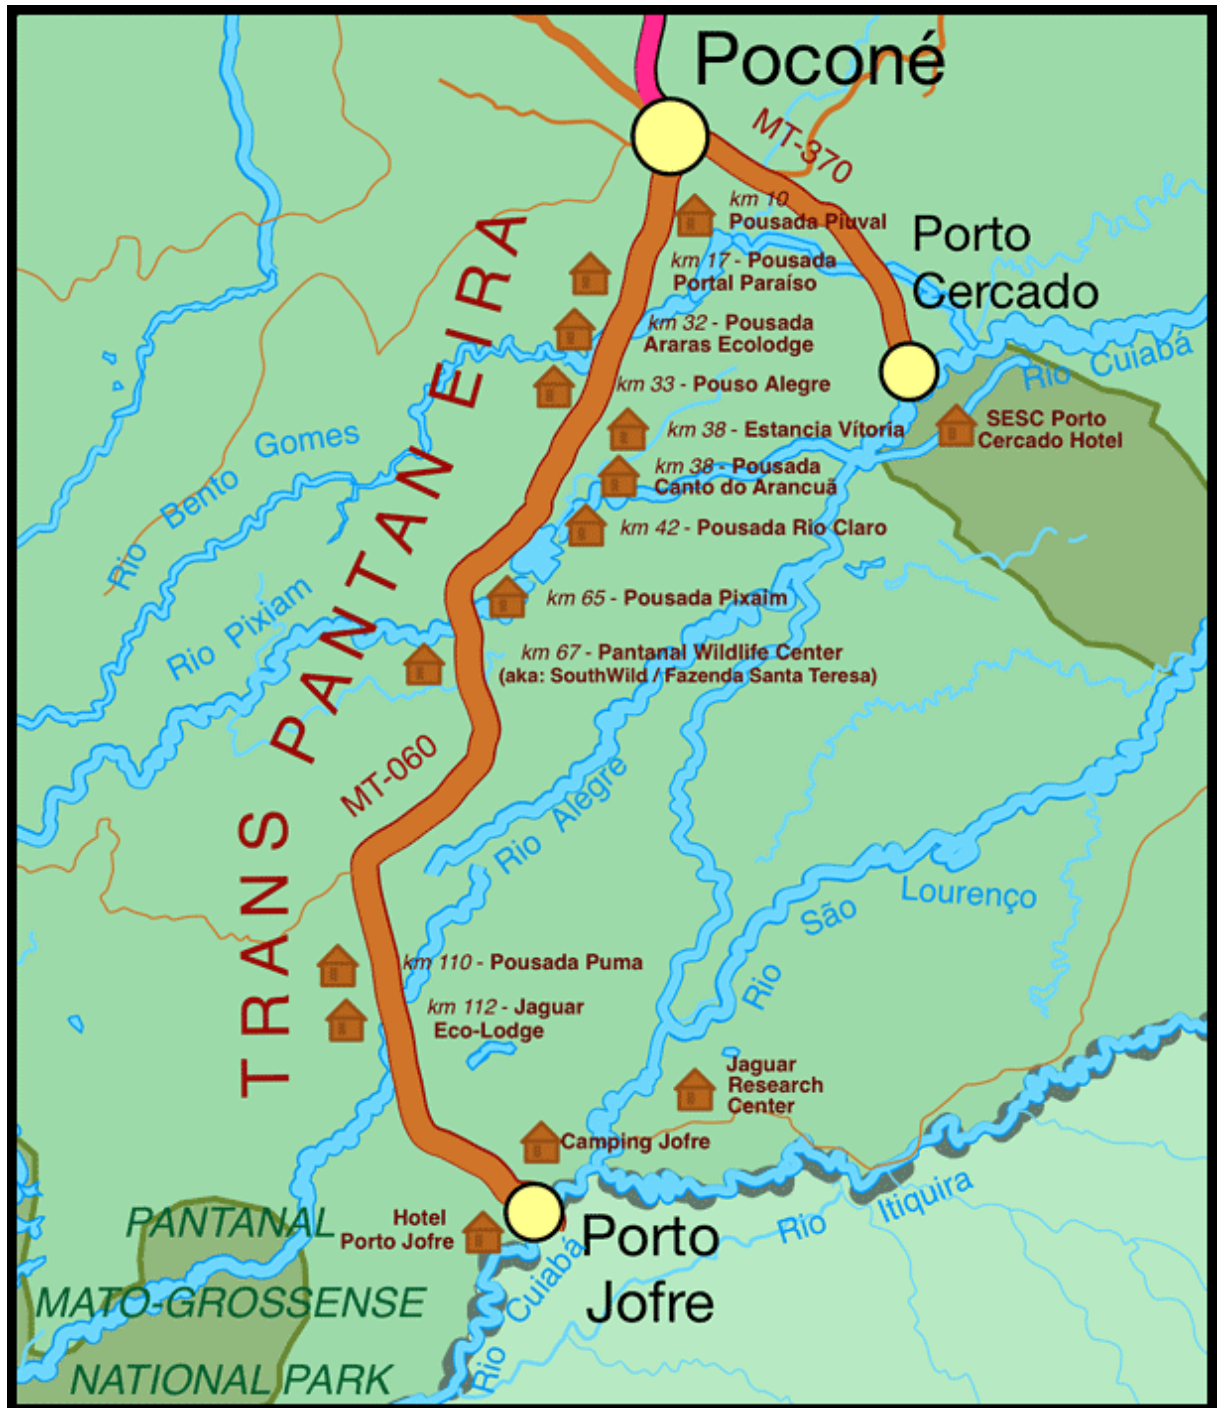 Poconé
MT-370
km 10
Pousada Piuval
Porto
Cercado
km 17 - Pousada
Portal Paraíso
km 32 - Pousada
Araras Ecolodge
Rio Cuiabá
km 33 - Pouso Alegre
SESC Porto
Cercado Hotel
km 38 - Estancia Vítoria
km 38 - Pousada
Canto do Arancuã
km 42 - Pousada Rio Claro
Rio Bento Gomes
TRANS PANTANEIRA
km 65 - Pousada Pixaim
Rio Pixiam
km 67 - Pantanal Wildlife Center
(aka: SouthWild / Fazenda Santa Teresa)
MT-060
Rio Alegre
Rio São Lourenço
km 110 - Pousada Puma
km 112 - Jaguar
Eco-Lodge
Jaguar
Research
Center
Camping Jofre
Rio Itiquira
Hotel
Porto Jofre
Porto
Jofre
Rio Cuiabá
PANTANAL
MATO-GROSSENSE
NATIONAL PARK